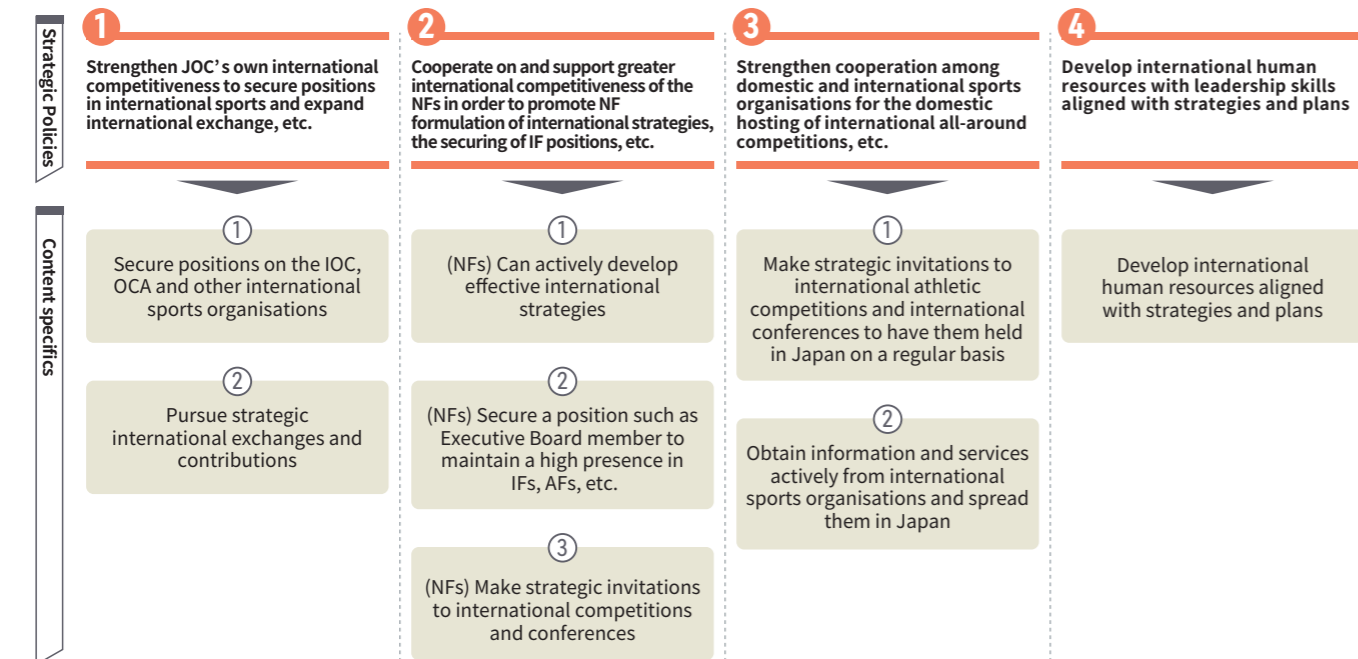 Strategic Policies
1
Strengthen JOC's own international
competitiveness to secure positions
in international sports and expand
international exchange, etc.
2
Cooperate on and support greater
international competitiveness of the
NFs in order to promote NF
formulation of international strategies,
the securing of IF positions, etc.
3
Strengthen cooperation among
domestic and international sports
organisations for the domestic
hosting of international all-around
competitions, etc.
4
Develop international human
resources with leadership skills
aligned with strategies and plans
Content specifics
1
Secure positions on the IOC,
OCA and other international
sports organisations
2
Pursue strategic
international exchanges and
contributions
1
(NFs) Can actively develop
effective international
strategies
2
(NFs) Secure a position such as
Executive Board member to
maintain a high presence in
IFs, AFs, etc.
3
(NFs) Make strategic invitations
to international competitions
and conferences
1
Make strategic invitations to
international athletic
competitions and international
conferences to have them held
in Japan on a regular basis
2
Obtain information and services
actively from international
sports organisations and spread
them in Japan
Develop international
human resources aligned
with strategies and plans